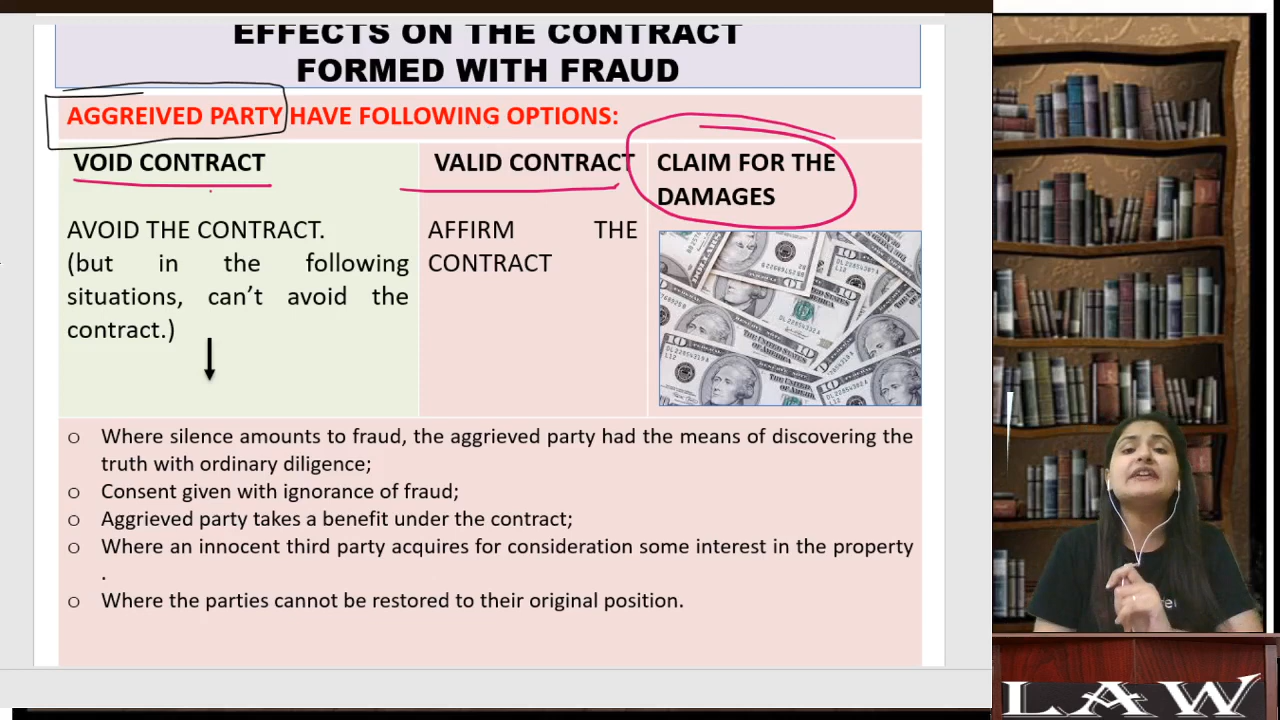 EFFECTS ON THE CONTRACT
FORMED WITH FRAUD
AGGREIVED PARTY HAVE FOLLOWING OPTIONS:
VOID CONTRACT
AVOID THE CONTRACT.
(but in the following
situations, can’t avoid the
contract.)
VALID CONTRACT
AFFIRM THE
CONTRACT
CLAIM FOR THE
DAMAGES
o Where silence amounts to fraud, the aggrieved party had the means of discovering the
truth with ordinary diligence;
o Consent given with ignorance of fraud;
o Aggrieved party takes a benefit under the contract;
o Where an innocent third party acquires for consideration some interest in the property
.
o Where the parties cannot be restored to their original position.
LAW